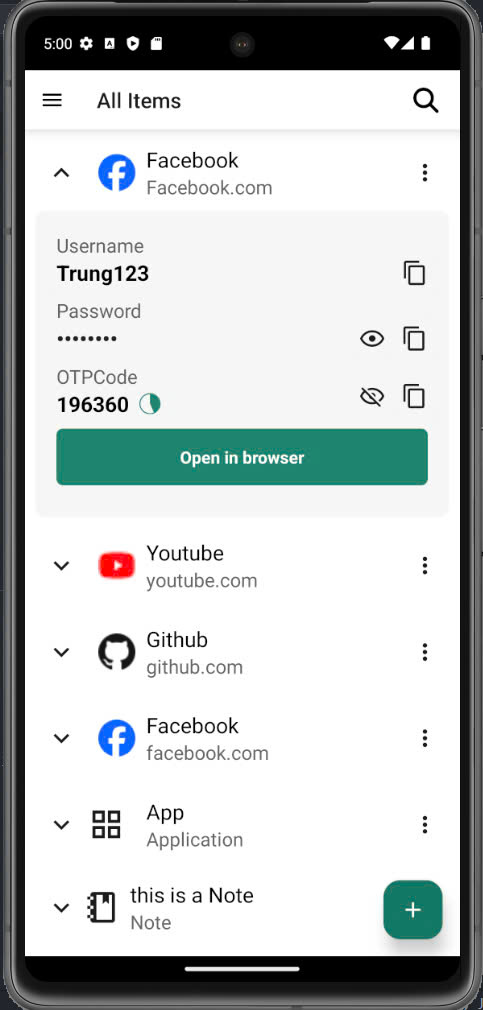 5:00
All Items
Facebook
Facebook.com
Username
Trung123
Password
••••••••
OTPCode
196360
Open in browser
Youtube
youtube.com
Github
github.com
Facebook
facebook.com
App
Application
this is a Note
Note
+